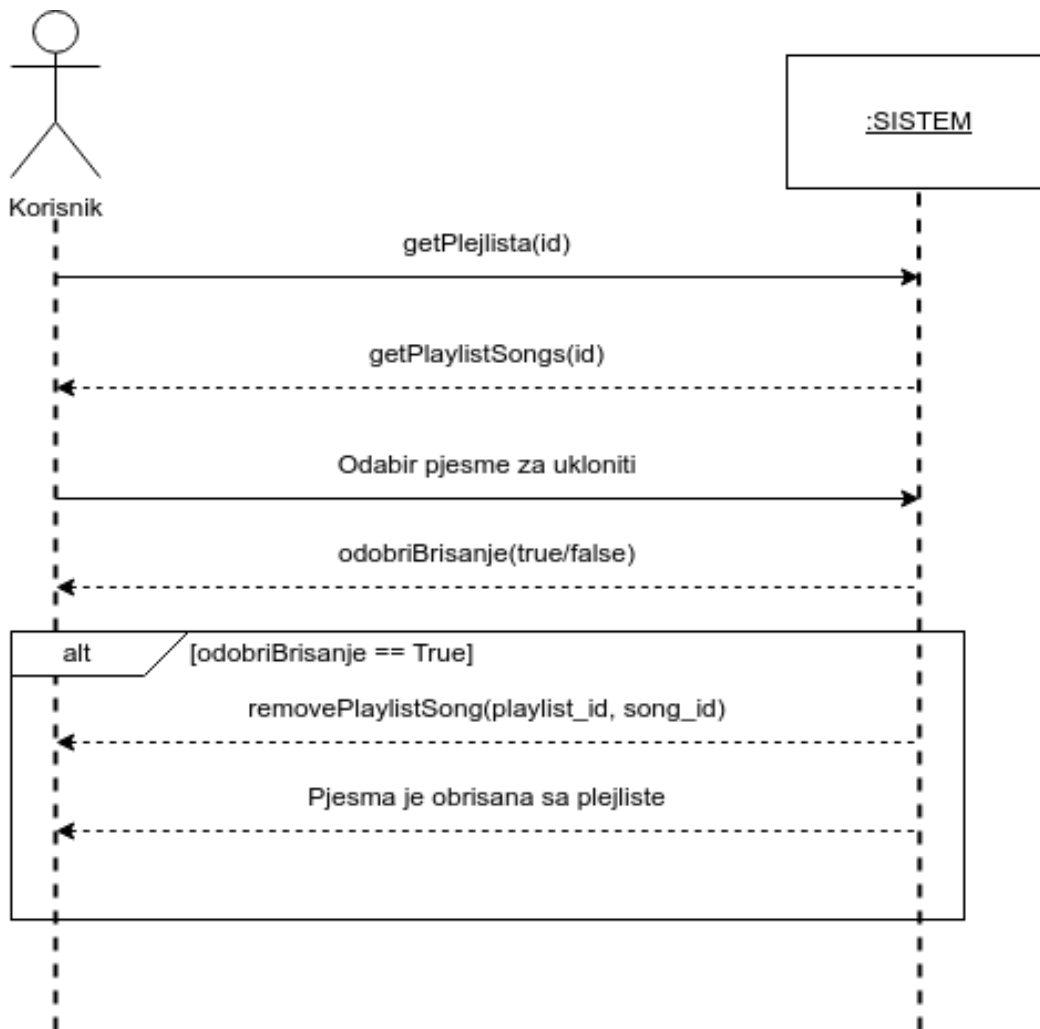 :SISTEM
Korisnik
getPlejlista(id)
getPlaylistSongs(id)
Odabir pjesme za ukloniti
odobriBrisanje(true/false)
alt
[odobriBrisanje == True]
removePlaylistSong(playlist_id, song_id)
Pjesma je obrisana sa plejliste